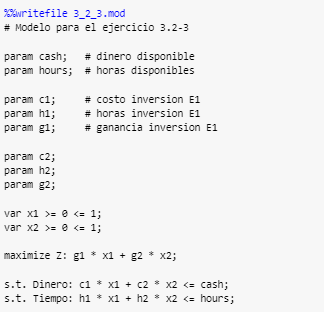 %%writefile 3_2_3.mod
# Modelo para el ejercicio 3.2-3
param cash;   # dinero disponible
param hours;  # horas disponibles
param c1;     # costo inversion E1
param h1;     # horas inversion E1
param g1;     # ganancia inversion E1
param c2;
param h2;
param g2;
var x1 >= 0 <= 1;
var x2 >= 0 <= 1;
maximize Z: g1 * x1 + g2 * x2;
s.t. Dinero: c1 * x1 + c2 * x2 <= cash;
s.t. Tiempo: h1 * x1 + h2 * x2 <= hours;